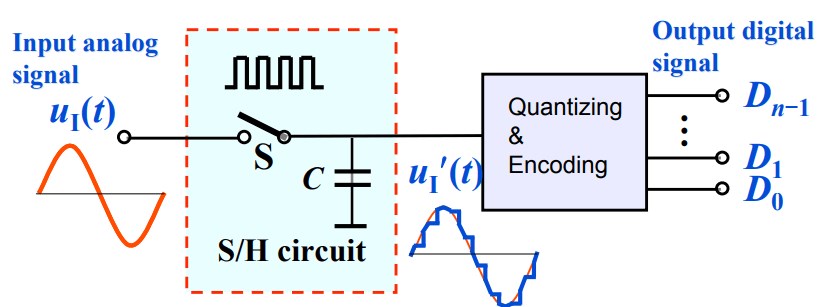 Input analog
signal
u_I(t)
S
C
S/H circuit
u_I'(t)
Quantizing
&
Encoding
Output digital
signal
D_{n−1}
⋮
D_1
D_0